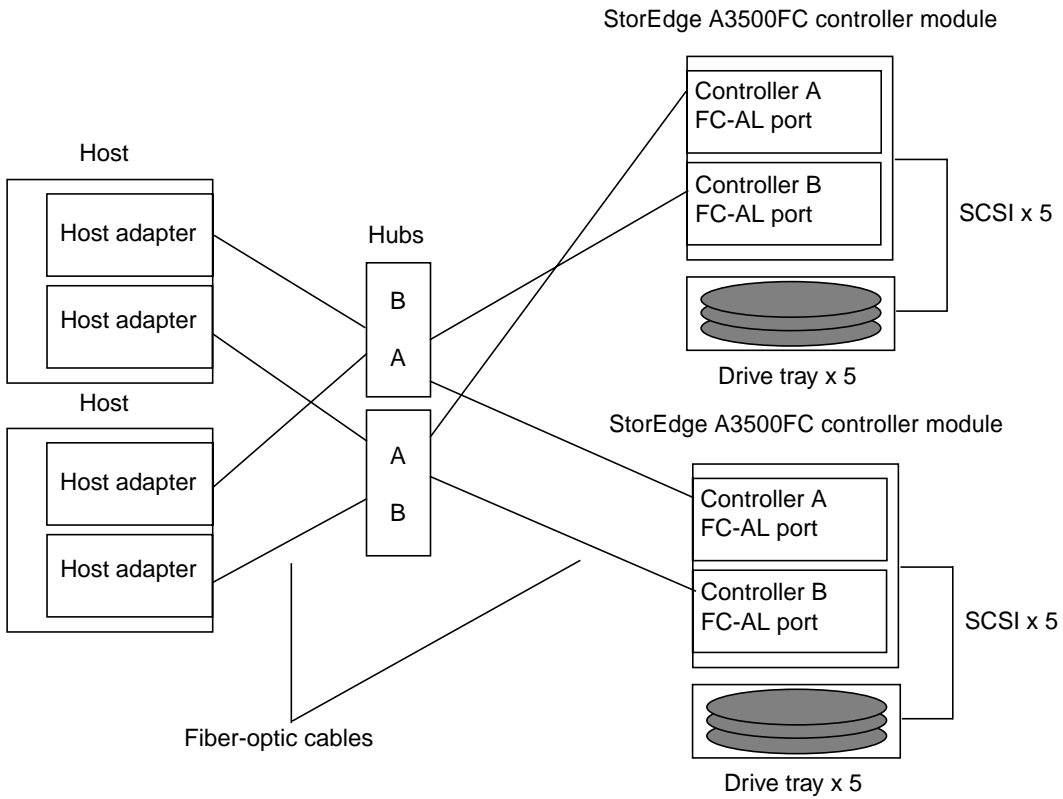 StorEdge A3500FC controller module
Controller A
FC-AL port
Controller B
FC-AL port
SCSI x 5
Drive tray x 5
Host
Host adapter
Host adapter
Hubs
B
A
A
B
Host
Host adapter
Host adapter
StorEdge A3500FC controller module
Controller A
FC-AL port
Controller B
FC-AL port
SCSI x 5
Drive tray x 5
Fiber-optic cables